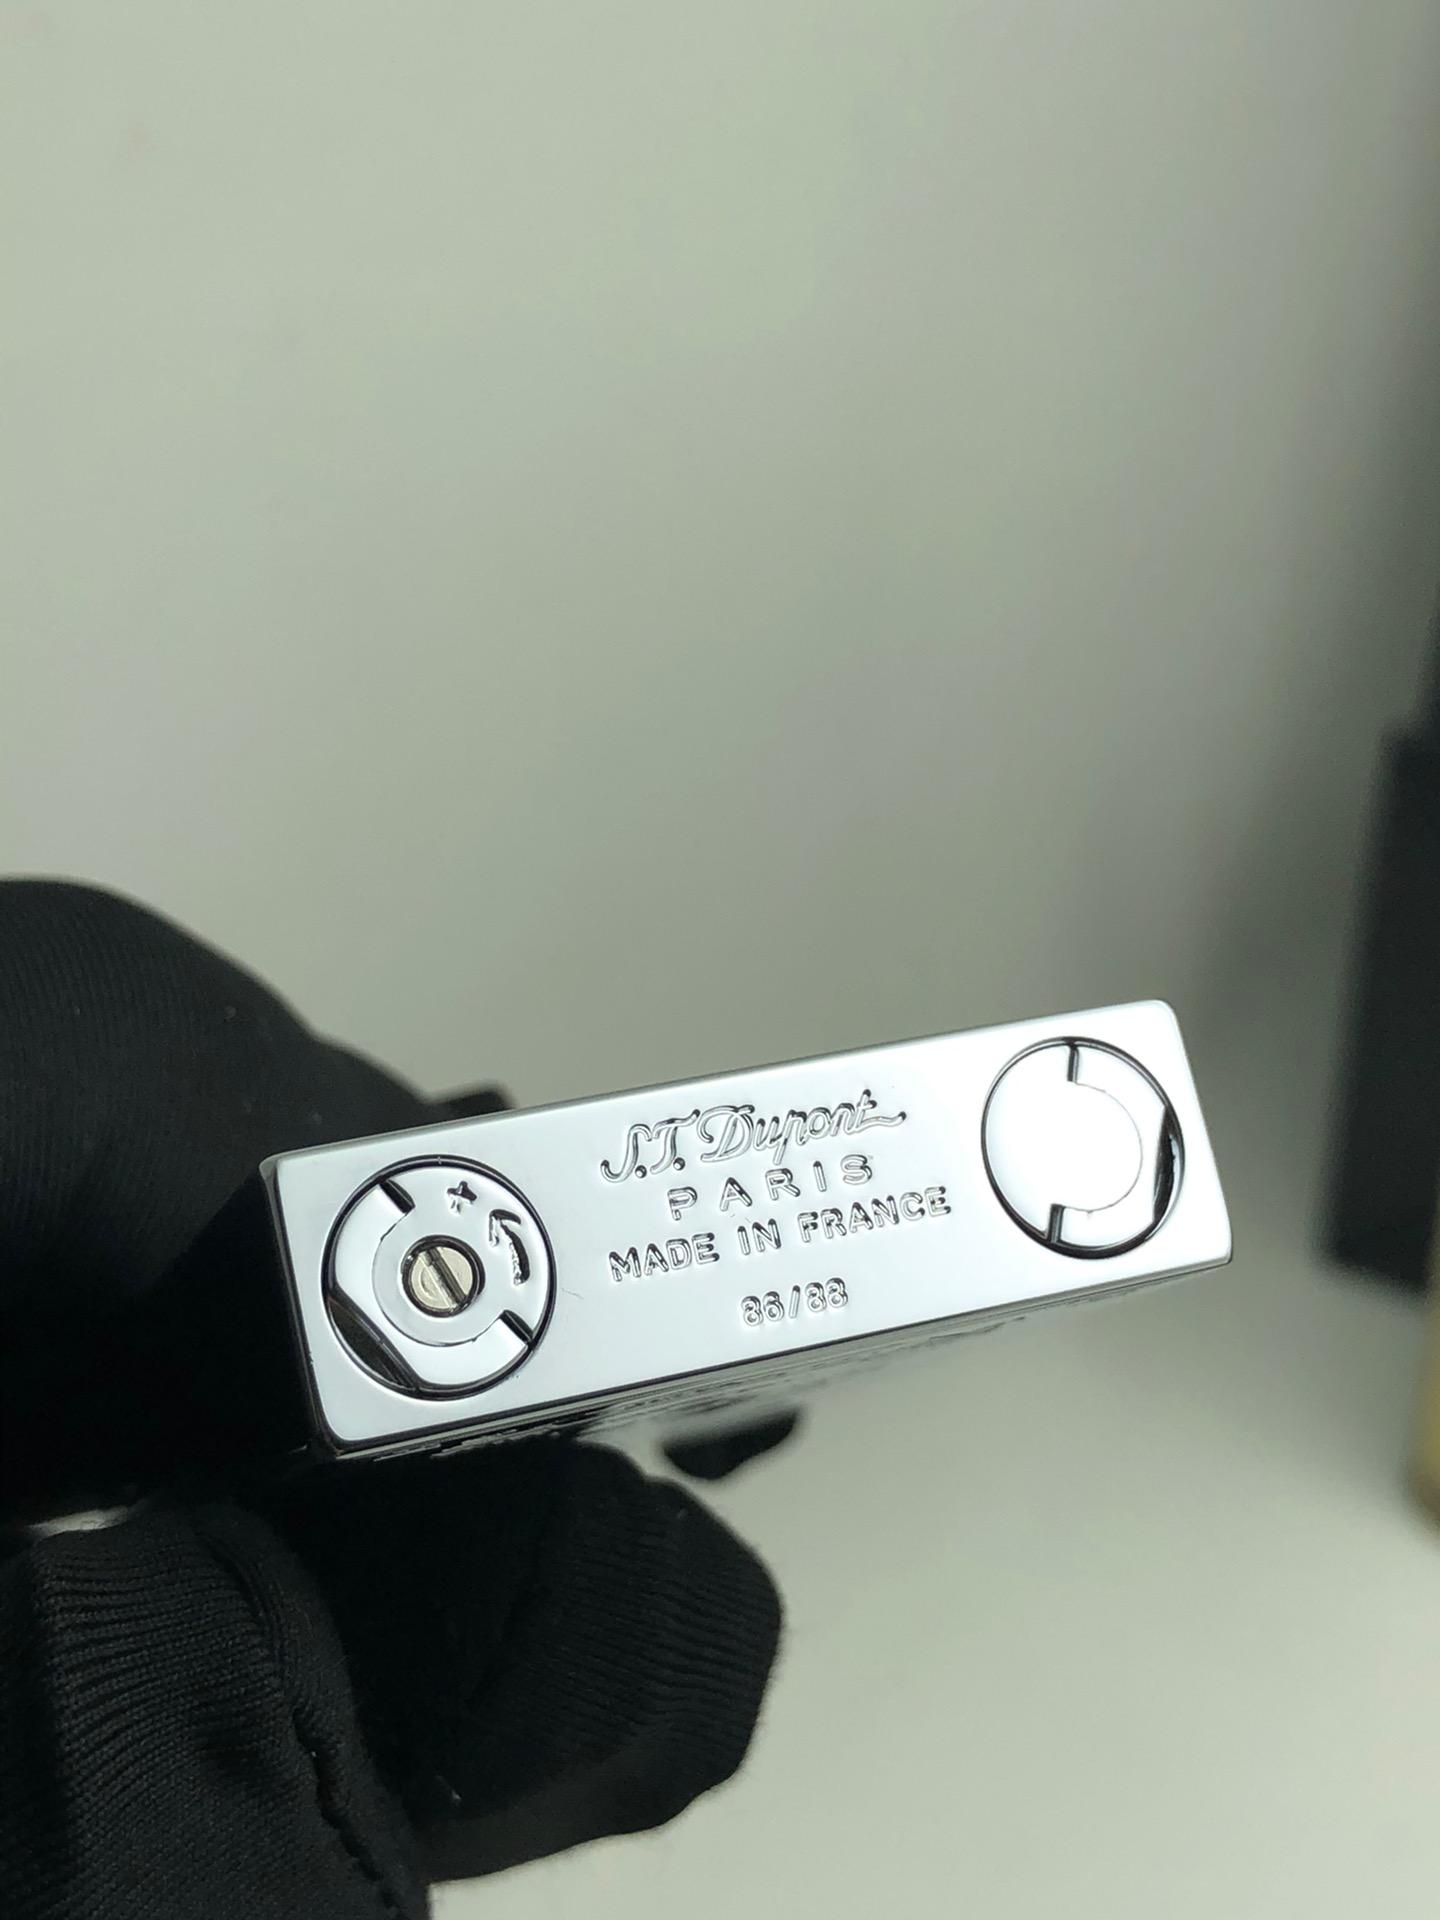 S.T. Dupont
PARIS
MADE IN FRANCE
86/88
+